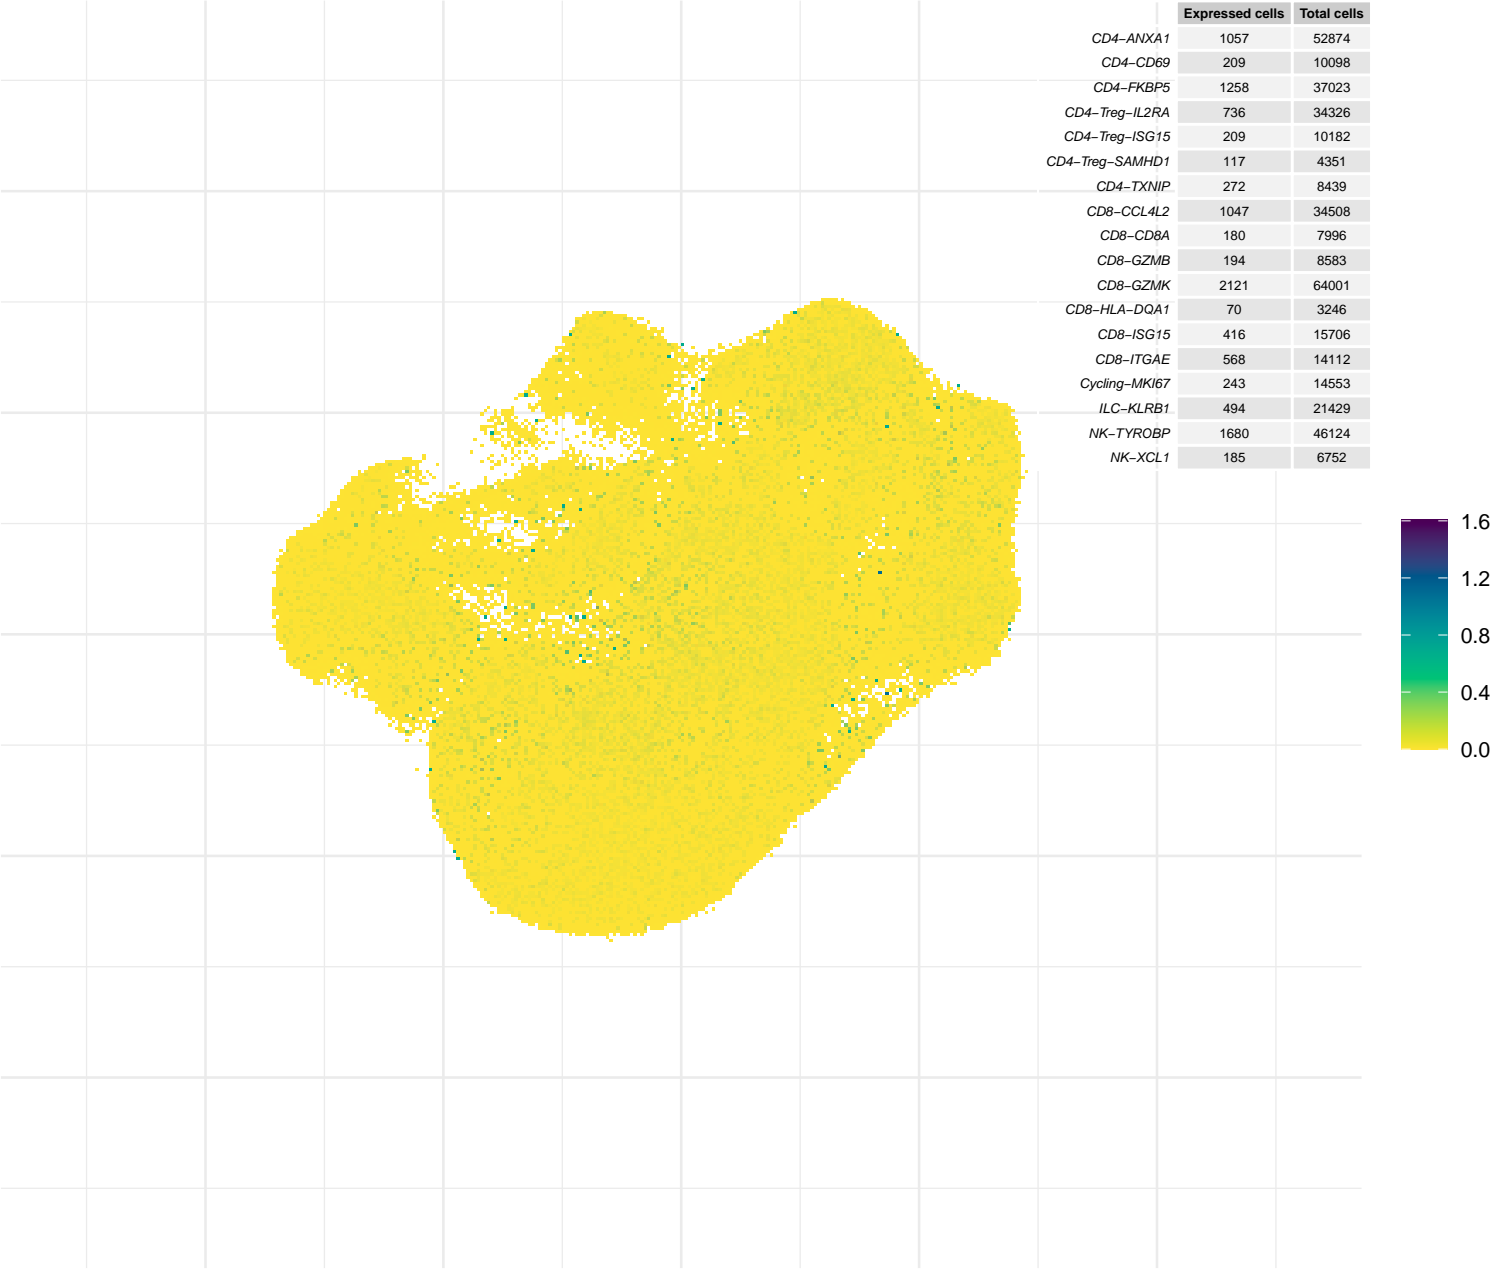 Expressed cells Total cells
CD4−ANXA1 1057 52874
CD4−CD69 209 10098
CD4−FKBP5 1258 37023
CD4−Treg−IL2RA 736 34326
CD4−Treg−ISG15 209 10182
CD4−Treg−SAMHD1 117 4351
CD4−TXNIP 272 8439
CD8−CCL4L2 1047 34508
CD8−CD8A 180 7996
CD8−GZMB 194 8583
CD8−GZMK 2121 64001
CD8−HLA−DQA1 70 3246
CD8−ISG15 416 15706
CD8−ITGAE 568 14112
Cycling−MKI67 243 14553
ILC−KLRB1 494 21429
NK−TYROBP 1680 46124
NK−XCL1 185 6752
1.6
1.2
0.8
0.4
0.0